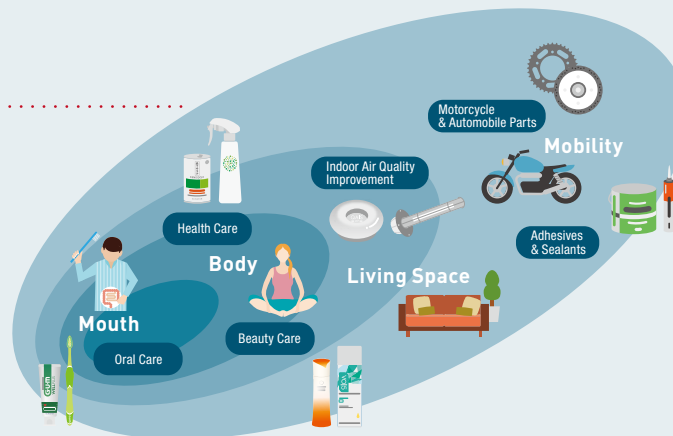 Motorcycle
& Automobile Parts
Mobility
Indoor Air Quality
Improvement
Health Care
Adhesives
& Sealants
Body
Living Space
Mouth
Beauty Care
Oral Care
GUM